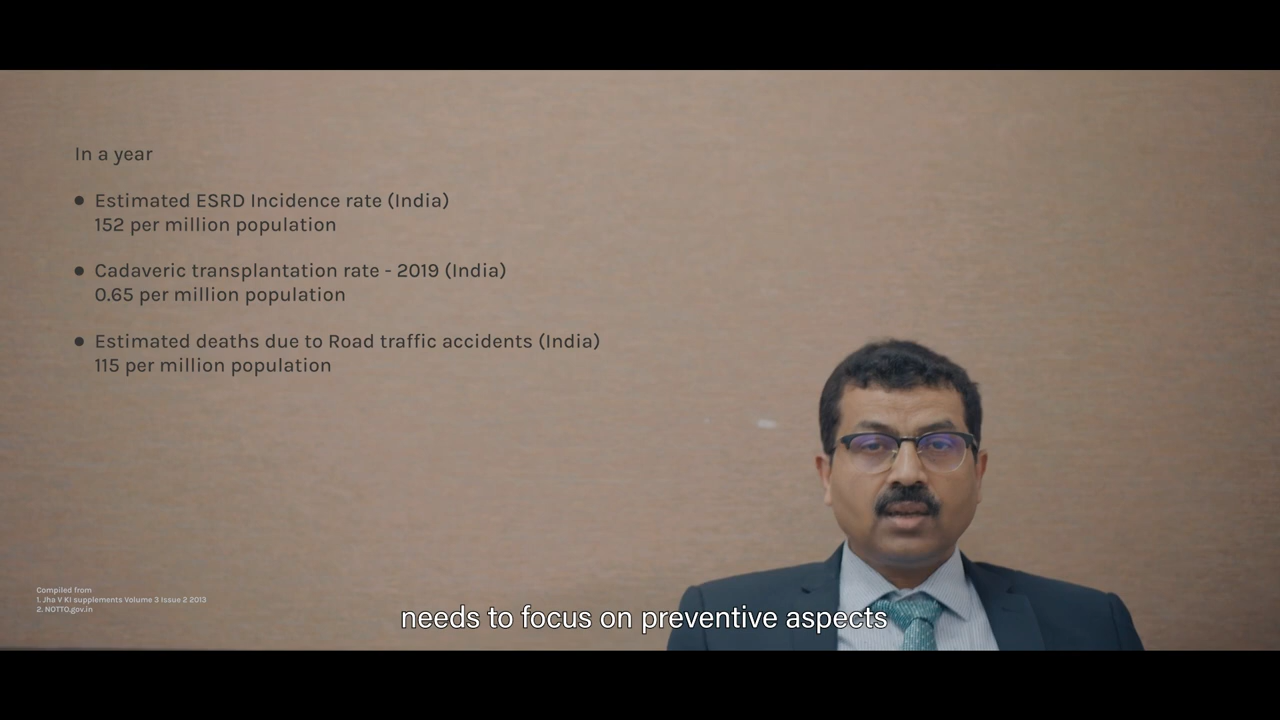 In a year
● Estimated ESRD Incidence rate (India)
152 per million population
● Cadaveric transplantation rate - 2019 (India)
0.65 per million population
● Estimated deaths due to Road traffic accidents (India)
115 per million population
Compiled from
1. Jha V KI supplements Volume 3 Issue 2 2013
2. NOTTO.gov.in
needs to focus on preventive aspects